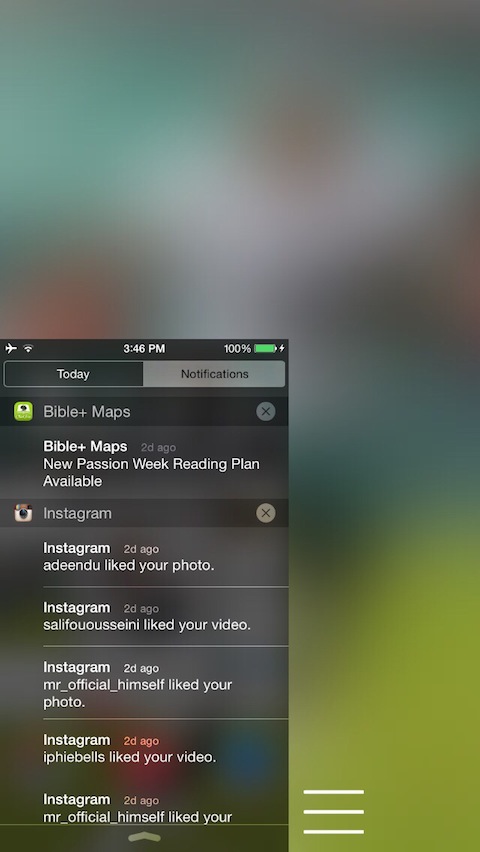 3:46 PM 100%
Today Notifications
Bible+ Maps
Bible+ Maps 2d ago
New Passion Week Reading Plan
Available
Instagram
Instagram 2d ago
adeendu liked your photo.
Instagram 2d ago
salifouousseini liked your video.
Instagram 2d ago
mr_official_himself liked your
photo.
Instagram 2d ago
iphiebells liked your video.
Instagram 2d ago
mr_official_himself liked your